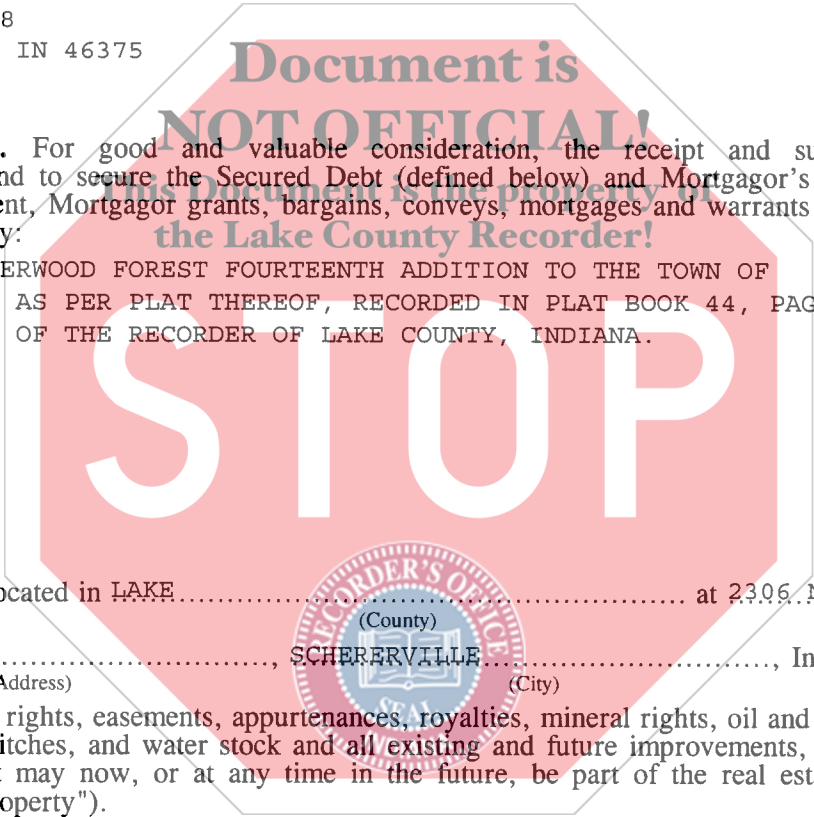 8
IN 46375
Document is
NOT OFFICIAL!
. For good and valuable consideration, the receipt and su
nd to secure the Secured Debt (defined below) and Mortgagor's
This Document is the property of
ent, Mortgagor grants, bargains, conveys, mortgages and warrants
y:
the Lake County Recorder!
ERWOOD FOREST FOURTEENTH ADDITION TO THE TOWN OF
AS PER PLAT THEREOF, RECORDED IN PLAT BOOK 44, PAG
OF THE RECORDER OF LAKE COUNTY, INDIANA.
STOP
ocated in LAKE at 2306 N
(County)
RECORDER'S OFFICE
, SCHERERVILLE, In
Address) (City)
SEAL
rights, easements, appurtenances, royalties, mineral rights, oil and
itches, and water stock and all existing and future improvements,
t may now, or at any time in the future, be part of the real est
operty").